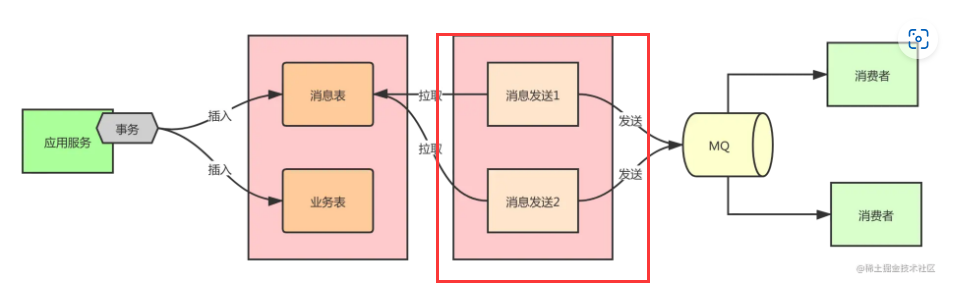 应用服务
事务
插入
插入
消息表
业务表
拉取
拉取
消息发送1
消息发送2
发送
发送
MQ
消费者
消费者
@稀土掘金技术社区